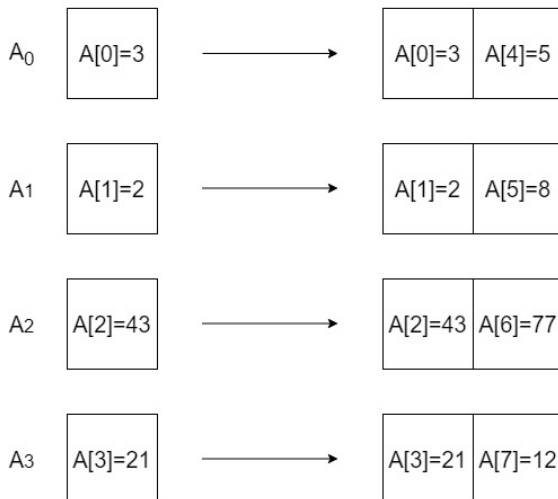 A0 A[0]=3 A[0]=3 A[4]=5
A1 A[1]=2 A[1]=2 A[5]=8
A2 A[2]=43 A[2]=43 A[6]=77
A3 A[3]=21 A[3]=21 A[7]=12